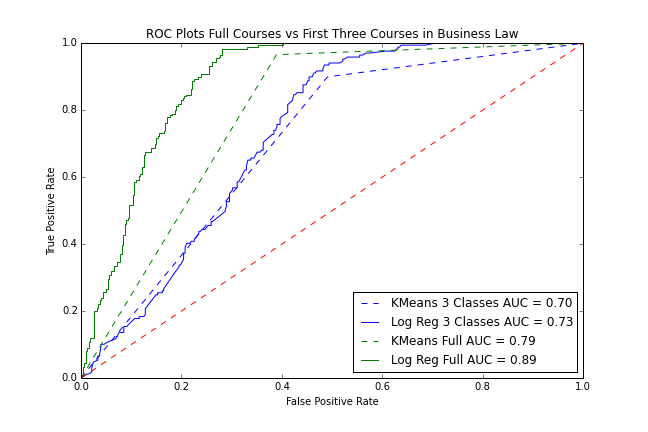 ROC Plots Full Courses vs First Three Courses in Business Law
1.0
0.8
0.6
0.4
0.2
0.0
True Positive Rate
KMeans 3 Classes AUC = 0.70
Log Reg 3 Classes AUC = 0.73
KMeans Full AUC = 0.79
Log Reg Full AUC = 0.89
0.0 0.2 0.4 0.6 0.8 1.0
False Positive Rate